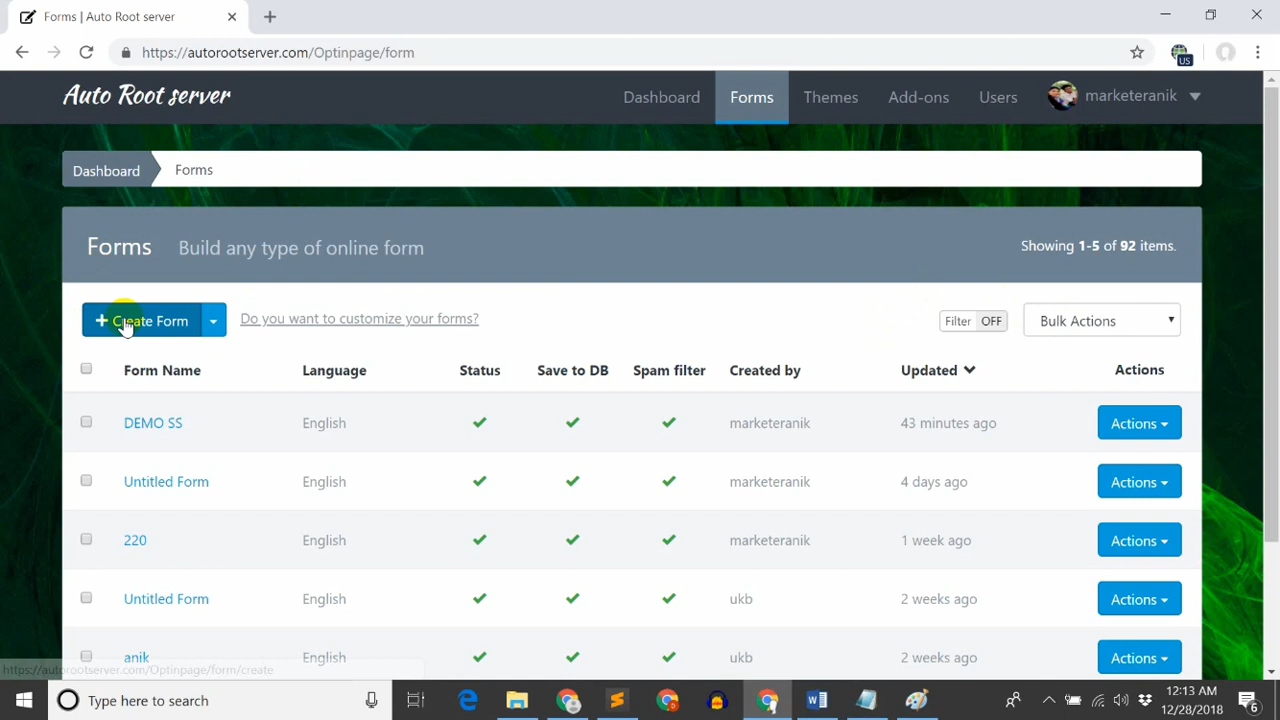 Forms | Auto Root server
https://autorootserver.com/Optinpage/form
US
Auto Root server
Dashboard Forms Themes Add-ons Users marketeranik
Dashboard Forms
Forms Build any type of online form Showing 1-5 of 92 items.
+ Create Form Do you want to customize your forms? Filter OFF Bulk Actions
Form Name Language Status Save to DB Spam filter Created by Updated Actions
DEMO SS English marketeranik 43 minutes ago Actions
Untitled Form English marketeranik 4 days ago Actions
220 English marketeranik 1 week ago Actions
Untitled Form English ukb 2 weeks ago Actions
anik English ukb 2 weeks ago Actions
https://autorootserver.com/Optinpage/form/create
Type here to search
12:13 AM
12/28/2018
6